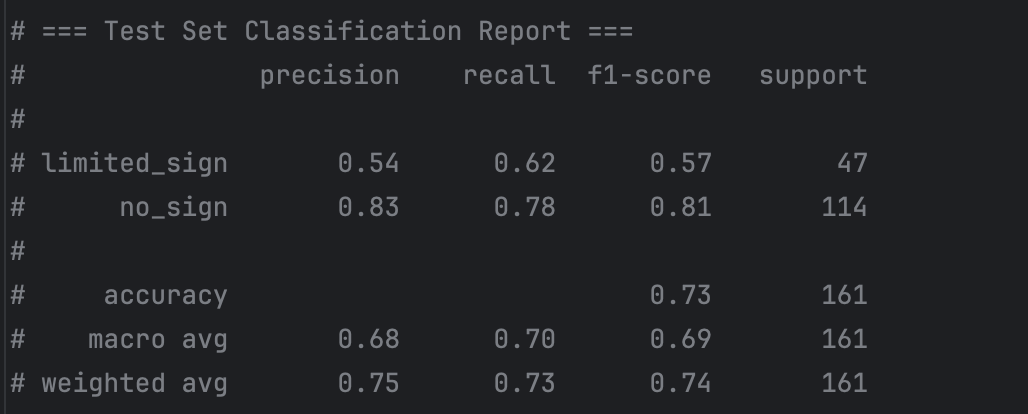 # === Test Set Classification Report ===
#               precision    recall  f1-score   support
#
# limited_sign       0.54      0.62      0.57        47
#      no_sign       0.83      0.78      0.81       114
#
#     accuracy                           0.73       161
#    macro avg       0.68      0.70      0.69       161
# weighted avg       0.75      0.73      0.74       161